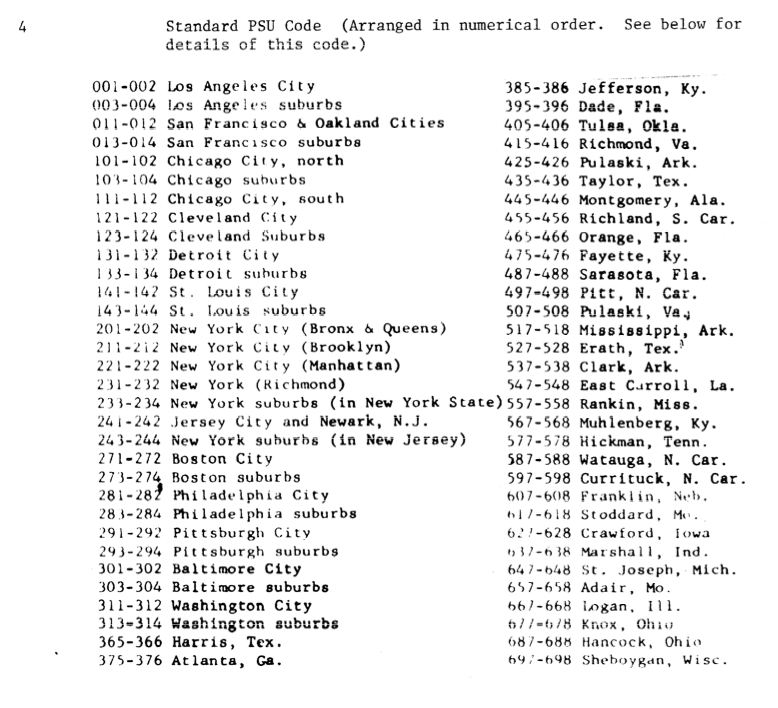 4 Standard PSU Code (Arranged in numerical order. See below for
details of this code.)
001-002 Los Angeles City
003-004 Los Angeles suburbs
011-012 San Francisco & Oakland Cities
013-014 San Francisco suburbs
101-102 Chicago City, north
103-104 Chicago suburbs
111-112 Chicago City, south
121-122 Cleveland City
123-124 Cleveland Suburbs
131-132 Detroit City
133-134 Detroit suburbs
141-142 St. Louis City
143-144 St. Louis suburbs
201-202 New York City (Bronx & Queens)
211-212 New York City (Brooklyn)
221-222 New York City (Manhattan)
231-232 New York (Richmond)
233-234 New York suburbs (in New York State)
241-242 Jersey City and Newark, N.J.
243-244 New York suburbs (in New Jersey)
271-272 Boston City
273-274 Boston suburbs
281-282 Philadelphia City
283-284 Philadelphia suburbs
291-292 Pittsburgh City
293-294 Pittsburgh suburbs
301-302 Baltimore City
303-304 Baltimore suburbs
311-312 Washington City
313=314 Washington suburbs
365-366 Harris, Tex.
375-376 Atlanta, Ga.
385-386 Jefferson, Ky.
395-396 Dade, Fla.
405-406 Tulsa, Okla.
415-416 Richmond, Va.
425-426 Pulaski, Ark.
435-436 Taylor, Tex.
445-446 Montgomery, Ala.
455-456 Richland, S. Car.
465-466 Orange, Fla.
475-476 Fayette, Ky.
487-488 Sarasota, Fla.
497=498 Pitt, N. Car.
507-508 Pulaski, Va.
517-518 Mississippi, Ark.
527-528 Erath, Tex.
537-538 Clark, Ark.
547-548 East Carroll, La.
557-558 Rankin, Miss.
567-568 Muhlenberg, Ky.
577-578 Hickman, Tenn.
587-588 Watauga, N. Car.
597-598 Currituck, N. Car.
607-608 Franklin, Neb.
617-618 Stoddard, Mo.
627-628 Crawford, Iowa
637-638 Marshall, Ind.
647-648 St. Joseph, Mich.
657-658 Adair, Mo.
667-668 Logan, Ill.
677=678 Knox, Ohio
687-688 Hancock, Ohio
697-698 Sheboygan, Wisc.